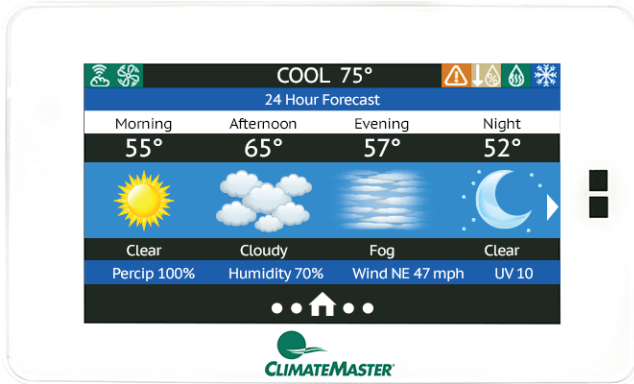 COOL 75°
24 Hour Forecast
Morning Afternoon Evening Night
55° 65° 57° 52°
Clear Cloudy Fog Clear
Percip 100% Humidity 70% Wind NE 47 mph UV 10
CLIMATEMASTER